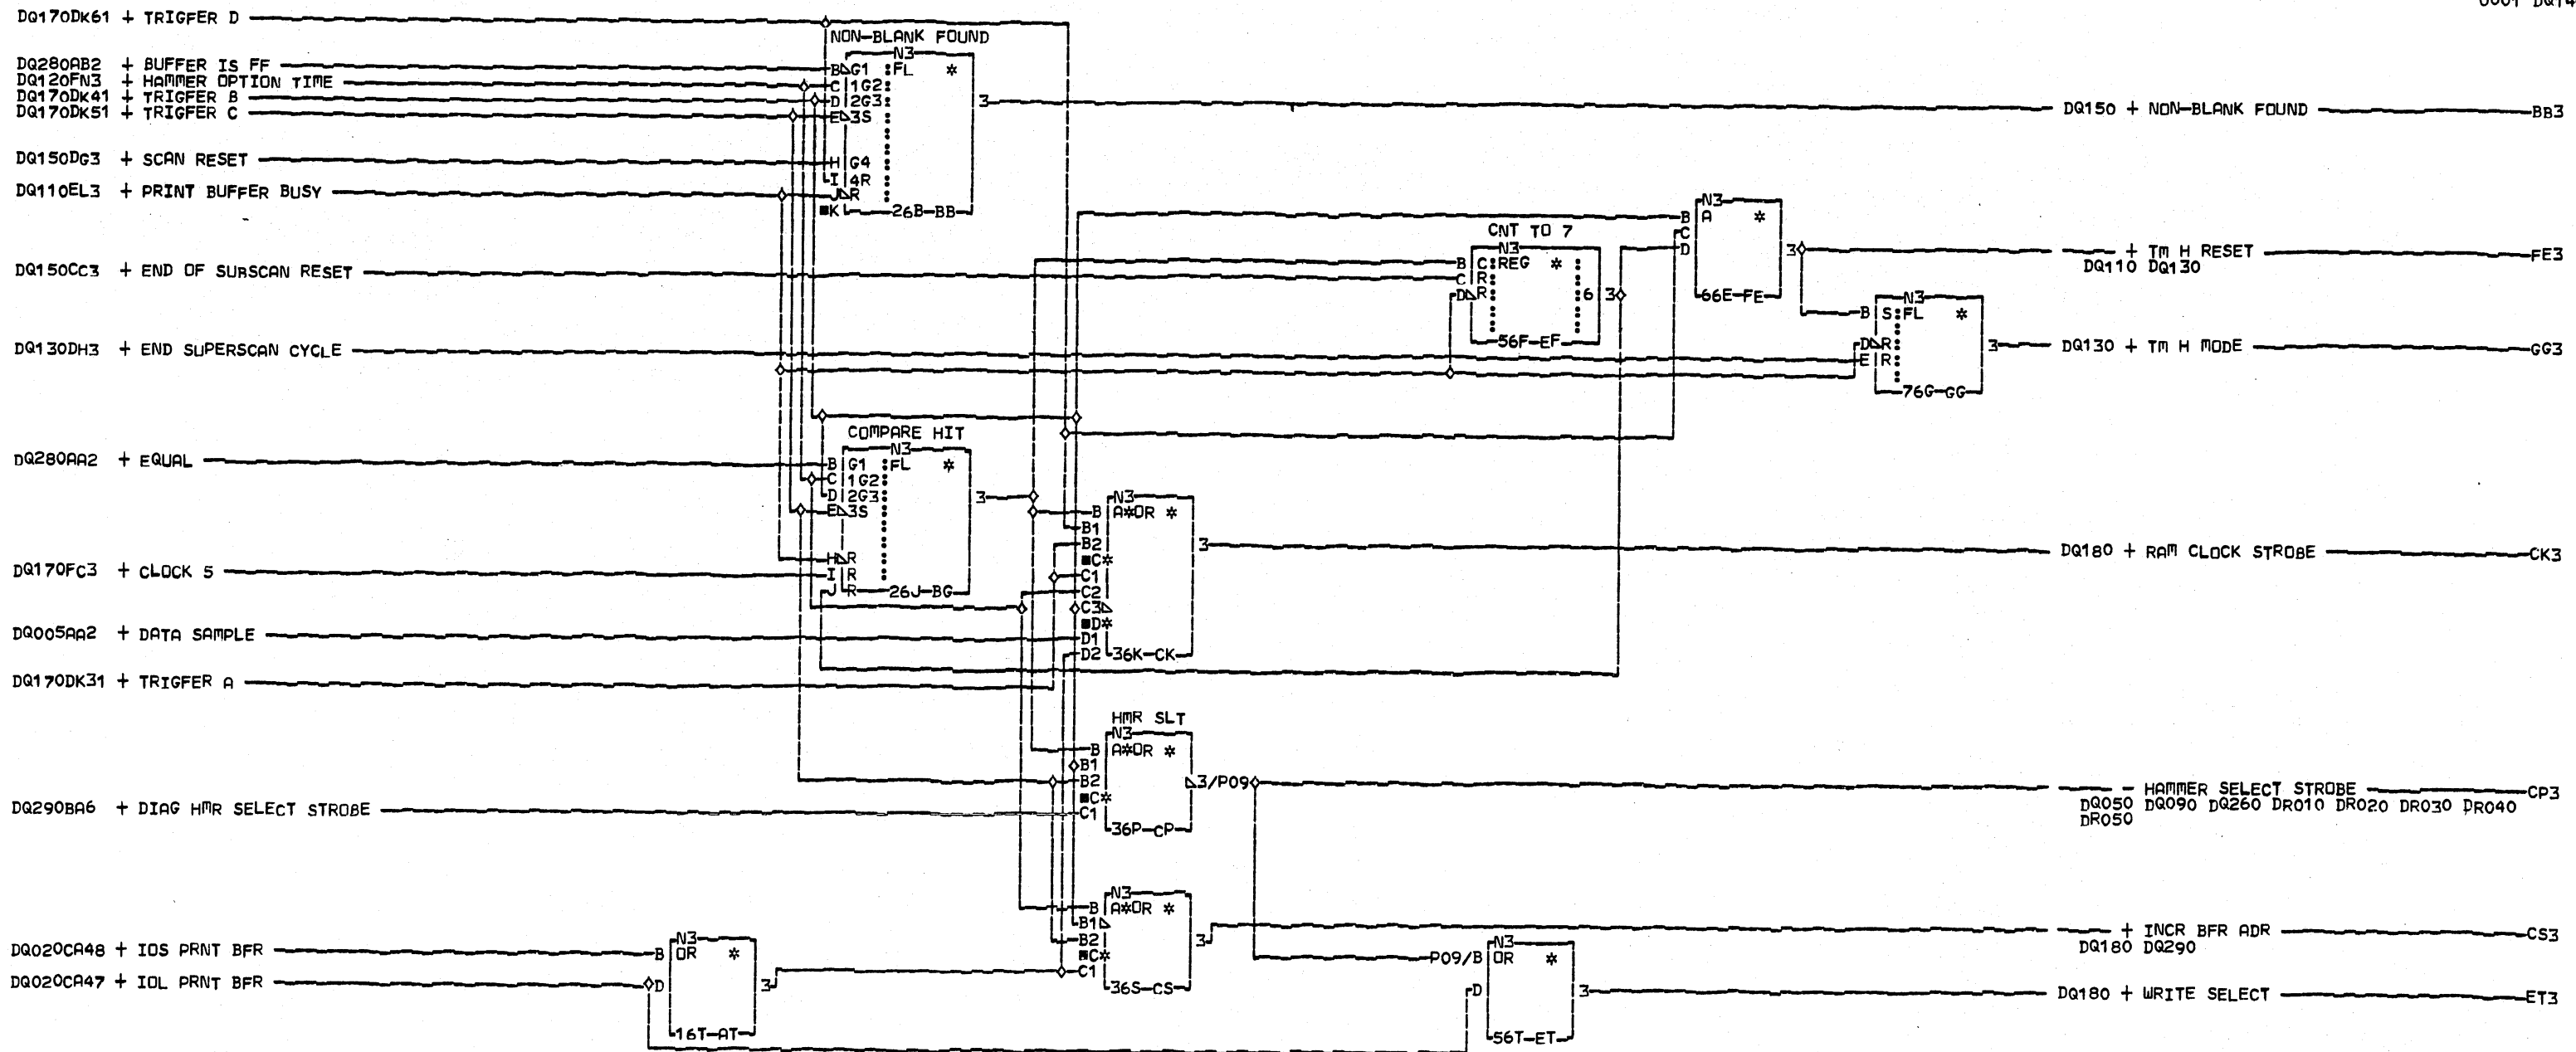 0001 DQ14
DQ170DK61 + TRIGFER D
NON-BLANK FOUND
N3
DQ280AB2 + BUFFER IS FF
B G1 FL *
DQ120FN3 + HAMMER OPTION TIME
C 1G2
DQ170DK41 + TRIGFER B
D 2G3
3
DQ150 + NON-BLANK FOUND BB3
DQ170DK51 + TRIGFER C
E 3S
DQ150DG3 + SCAN RESET
H G4
I 4R
DQ110EL3 + PRINT BUFFER BUSY
J R
■K 26B-BB
N3
B A *
C
D
3
66E-FE
+ TM H RESET FE3
DQ110 DQ130
CNT TO 7
N3
DQ150CC3 + END OF SUBSCAN RESET
B C REG *
C R
D R
6 3
56F-EF
N3
B S FL *
D R
E R
3
76G-GG
DQ130DH3 + END SUPERSCAN CYCLE
DQ130 + TM H MODE GG3
COMPARE HIT
N3
DQ280AA2 + EQUAL
B G1 FL *
C 1G2
D 2G3
3
E 3S
H R
DQ170FC3 + CLOCK 5
I R
J R 26J-BG
N3
B A*OR *
B1
B2
■C*
C1
C2
C3
■D*
D1
D2 36K-CK
3
DQ180 + RAM CLOCK STROBE CK3
DQ005AA2 + DATA SAMPLE
DQ170DK31 + TRIGFER A
HMR SLT
N3
B A*OR *
B1
B2
■C*
C1
36P-CP
3/P09
DQ290BA6 + DIAG HMR SELECT STROBE
- HAMMER SELECT STROBE CP3
DQ050 DQ090 DQ260 DR010 DR020 DR030 DR040
DR050
N3
B A*OR *
B1
B2
■C*
C1
36S-CS
3
+ INCR BFR ADR CS3
DQ180 DQ290
DQ020CA48 + IOS PRNT BFR
N3
B OR *
DQ020CA47 + IOL PRNT BFR
D
3
16T-AT
N3
P09/B OR *
D
3
56T-ET
DQ180 + WRITE SELECT ET3